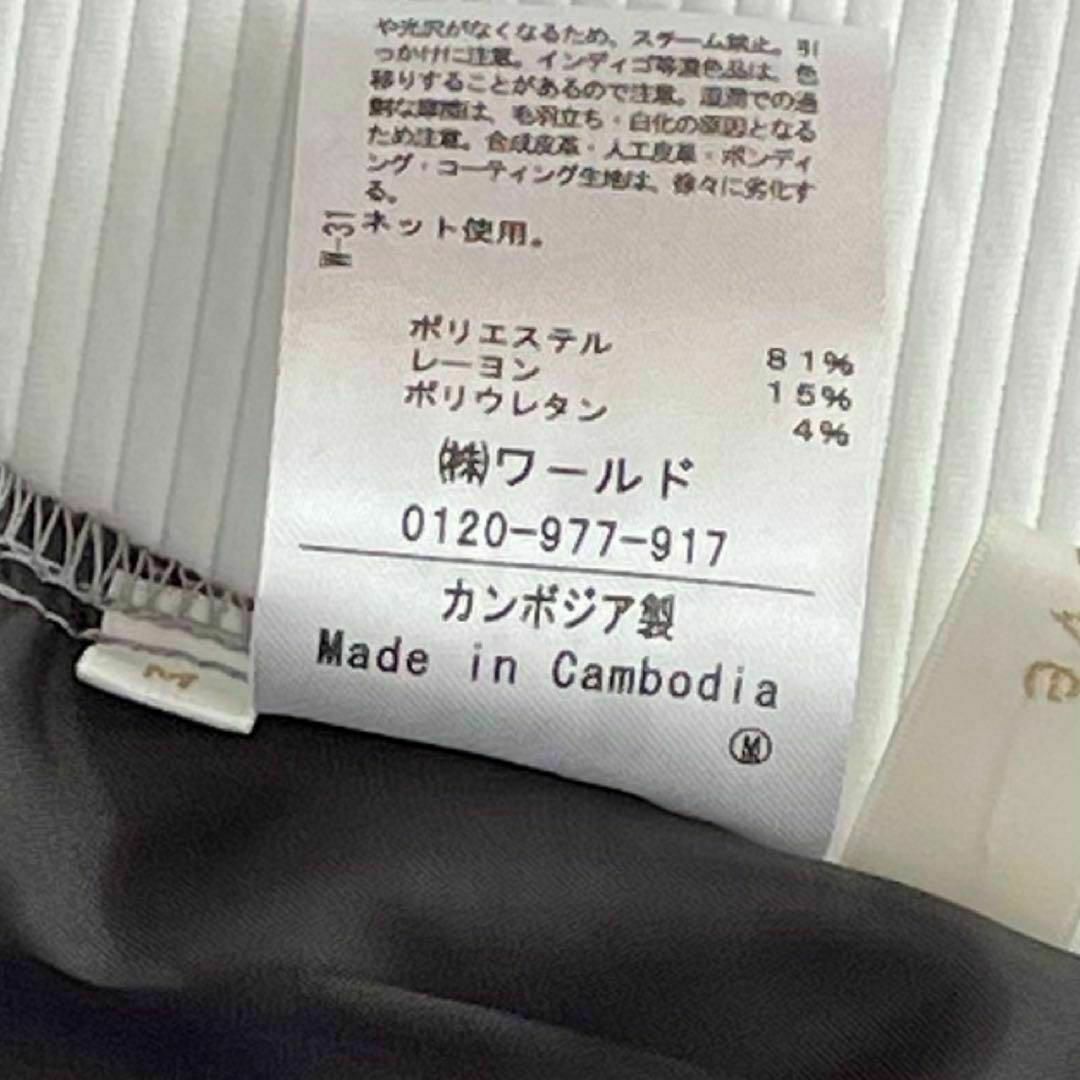 や光沢がなくなるため、スチーム禁止。引
っかけに注意。インディゴ等濃色品は、色
移りすることがあるので注意。湿潤での過
酷な摩擦は、毛羽立ち・白化の原因となる
ため注意。合成皮革・人工皮革・ボンディ
ング・コーティング生地は、徐々に劣化す
る。
ネット使用。
ポリエステル 81%
レーヨン 15%
ポリウレタン 4%
㈱ワールド
0120-977-917
カンボジア製
Made in Cambodia
Ⓜ